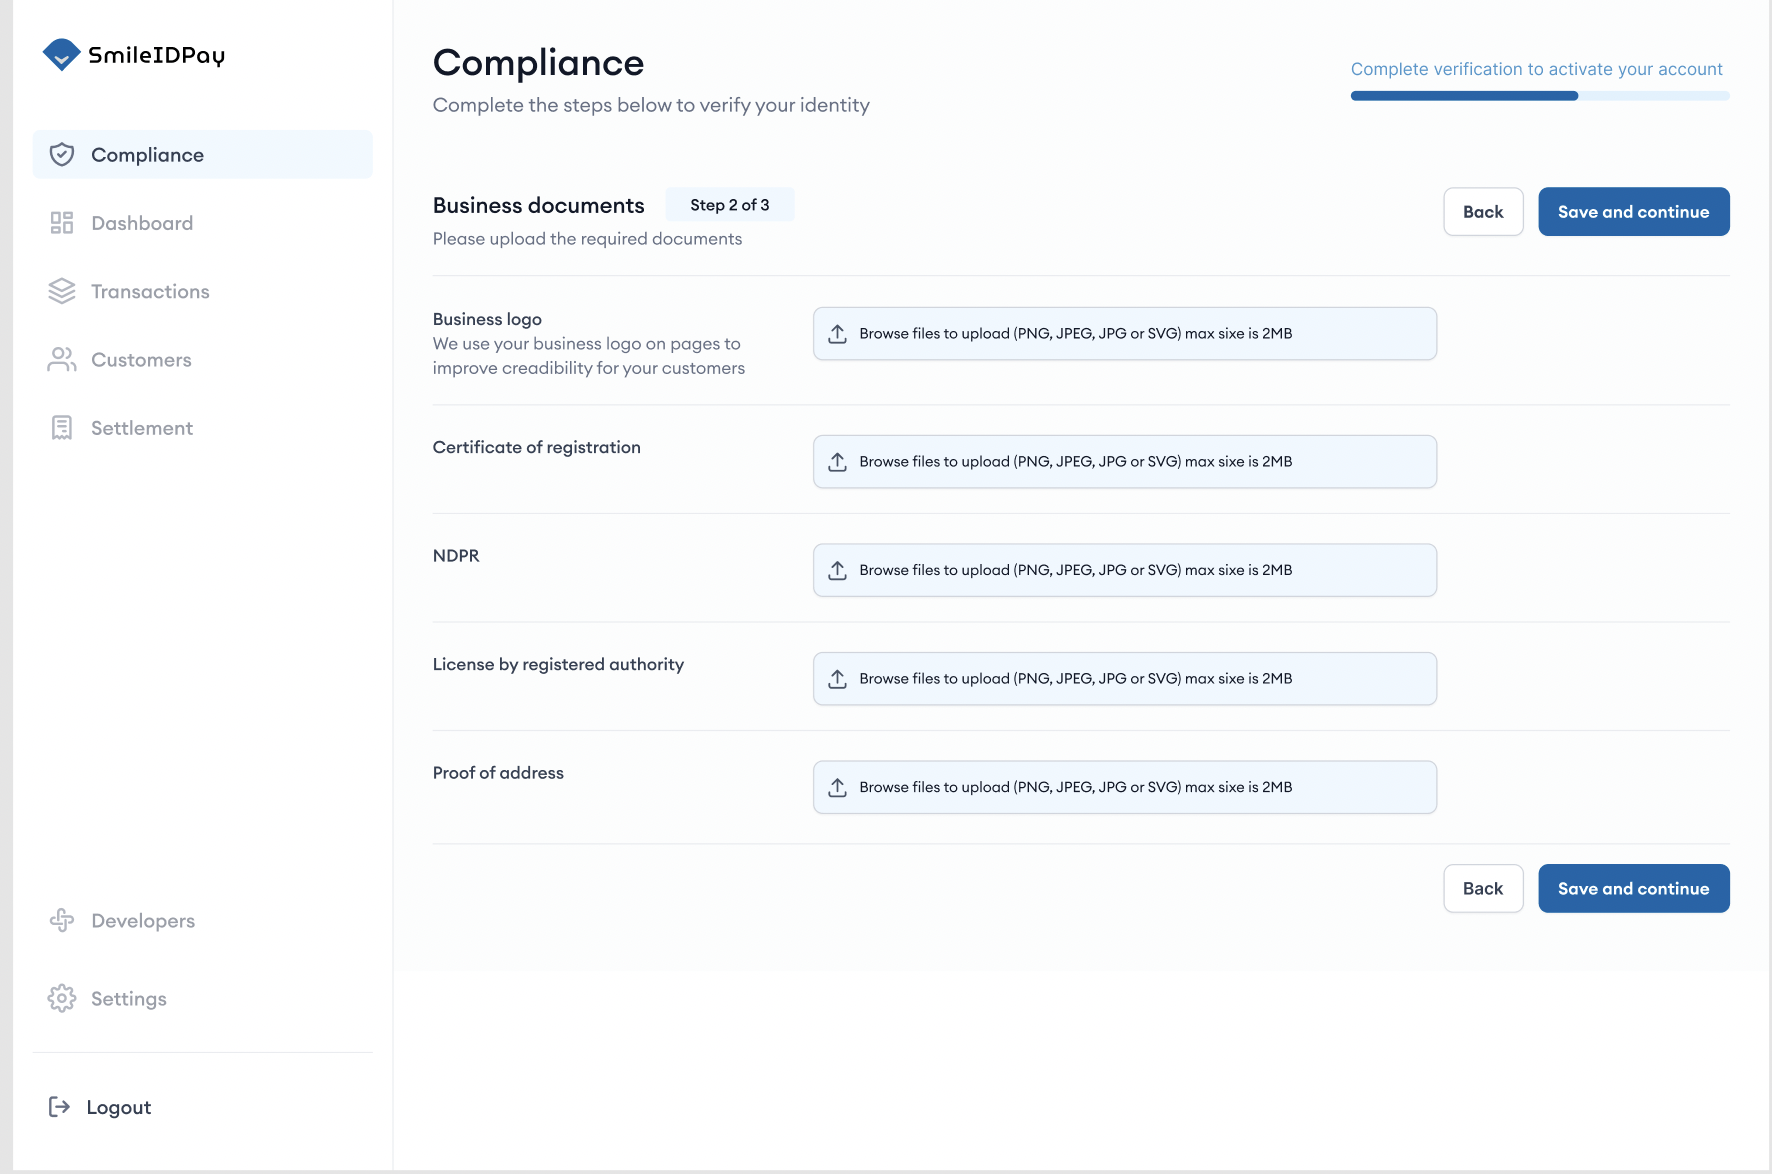 SmileIDPay
Compliance
Dashboard
Transactions
Customers
Settlement
Developers
Settings
Logout
Compliance
Complete the steps below to verify your identity
Complete verification to activate your account
Business documents
Step 2 of 3
Please upload the required documents
Back
Save and continue
Business logo
We use your business logo on pages to
improve creadibility for your customers
Browse files to upload (PNG, JPEG, JPG or SVG) max sixe is 2MB
Certificate of registration
Browse files to upload (PNG, JPEG, JPG or SVG) max sixe is 2MB
NDPR
Browse files to upload (PNG, JPEG, JPG or SVG) max sixe is 2MB
License by registered authority
Browse files to upload (PNG, JPEG, JPG or SVG) max sixe is 2MB
Proof of address
Browse files to upload (PNG, JPEG, JPG or SVG) max sixe is 2MB
Back
Save and continue